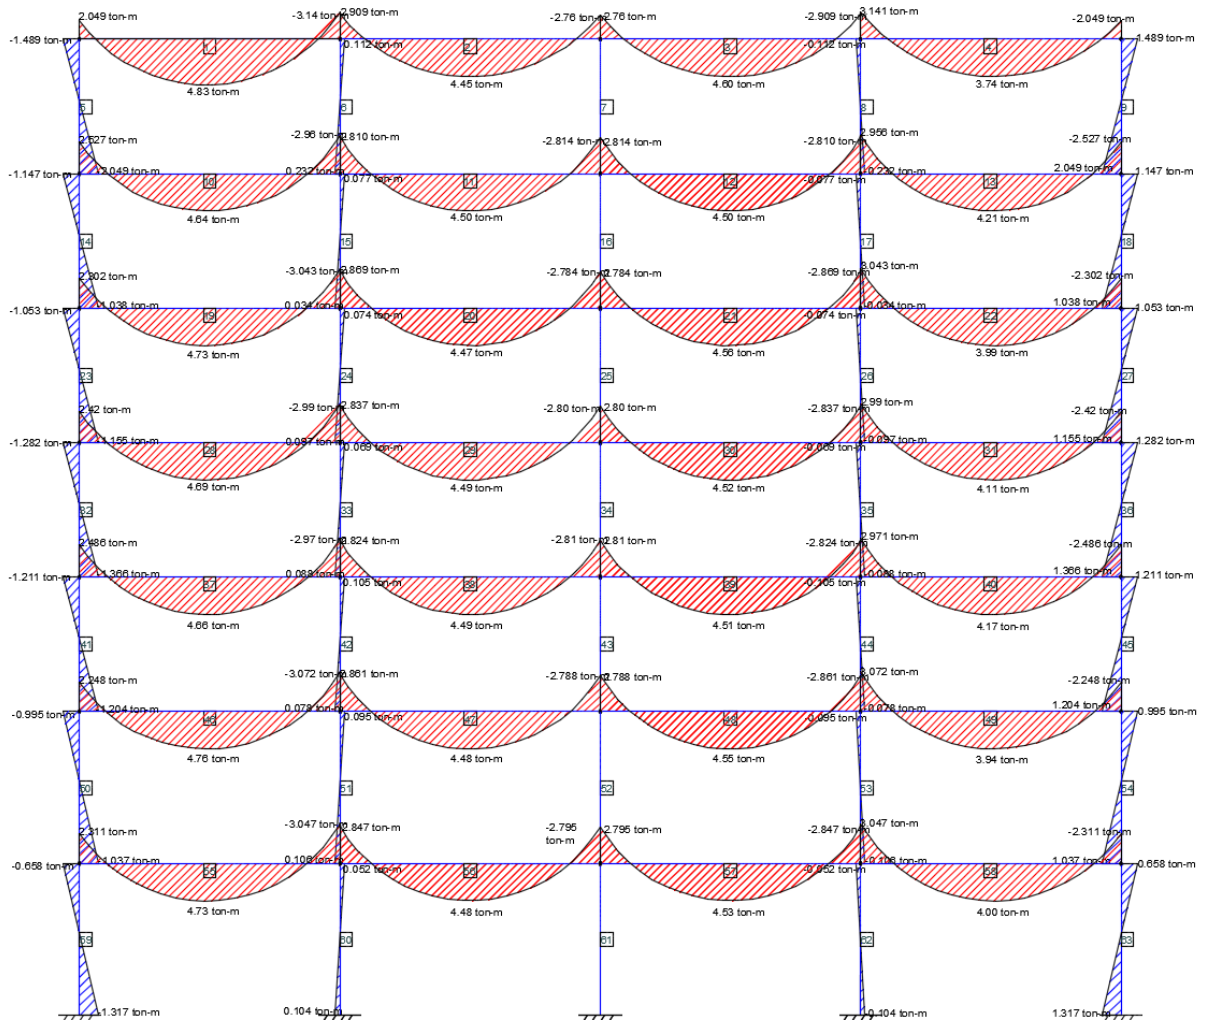 2.049 ton-m -3.14 2.909 ton-m -2.76 2.76 ton-m -2.909 3.141 ton-m -2.049 ton-m
-1.489 ton-m 1 0.112 ton-m 2 3 -0.112 ton-m 4 1.489 ton-m
4.83 ton-m 4.45 ton-m 4.60 ton-m 3.74 ton-m
5 6 7 8 9
2.527 ton-m -2.96 2.810 ton-m -2.814 2.814 ton-m -2.810 2.956 ton-m -2.527 ton-m
-1.147 ton-m 2.049 ton-m 10 0.232 ton-m 0.077 ton-m 11 12 -0.077 ton-m -0.232 ton-m 13 2.049 ton-m 1.147 ton-m
4.64 ton-m 4.50 ton-m 4.50 ton-m 4.21 ton-m
14 15 16 17 18
2.302 ton-m -3.043 2.869 ton-m -2.784 2.784 ton-m -2.869 3.043 ton-m -2.302 ton-m
-1.053 ton-m 1.038 ton-m 19 0.034 ton-m 0.074 ton-m 20 21 -0.074 ton-m -0.034 ton-m 22 1.038 ton-m 1.053 ton-m
4.73 ton-m 4.47 ton-m 4.56 ton-m 3.99 ton-m
23 24 25 26 27
2.42 ton-m -2.99 2.837 ton-m -2.80 2.80 ton-m -2.837 2.99 ton-m -2.42 ton-m
-1.282 ton-m 1.155 ton-m 28 0.097 ton-m 0.069 ton-m 29 30 -0.069 ton-m -0.097 ton-m 31 1.155 ton-m 1.282 ton-m
4.69 ton-m 4.49 ton-m 4.52 ton-m 4.11 ton-m
32 33 34 35 36
2.486 ton-m -2.97 2.824 ton-m -2.81 2.81 ton-m -2.824 2.971 ton-m -2.486 ton-m
-1.211 ton-m 1.366 ton-m 37 0.088 ton-m 0.105 ton-m 38 39 -0.105 ton-m -0.088 ton-m 40 1.366 ton-m 1.211 ton-m
4.66 ton-m 4.49 ton-m 4.51 ton-m 4.17 ton-m
41 42 43 44 45
2.248 ton-m -3.072 2.861 ton-m -2.788 2.788 ton-m -2.861 3.072 ton-m -2.248 ton-m
-0.995 ton-m 1.204 ton-m 46 0.078 ton-m 0.095 ton-m 47 48 -0.095 ton-m -0.078 ton-m 49 1.204 ton-m 0.995 ton-m
4.76 ton-m 4.48 ton-m 4.55 ton-m 3.94 ton-m
50 51 52 53 54
2.311 ton-m -3.047 2.847 ton-m -2.795 ton-m 2.795 ton-m -2.847 3.047 ton-m -2.311 ton-m
-0.658 ton-m -1.037 ton-m 55 0.106 ton-m 0.052 ton-m 56 57 -0.052 ton-m -0.106 ton-m 58 1.037 ton-m 0.658 ton-m
4.73 ton-m 4.48 ton-m 4.53 ton-m 4.00 ton-m
59 60 61 62 63
-1.317 ton-m 0.104 ton-m -0.104 ton-m 1.317 ton-m